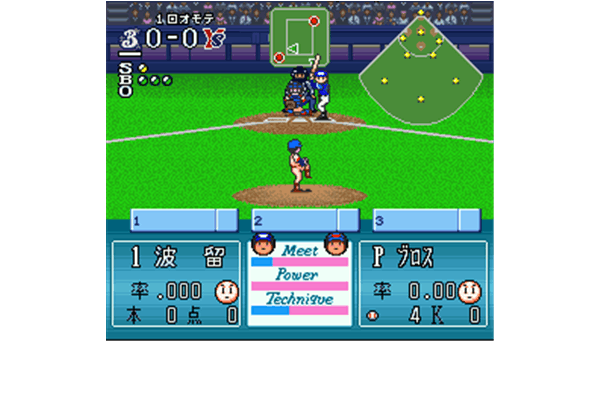 1回オモテ
B 0-0 Ys
S
B
O
1 2 3
1 波 留
率 .000
本 0 点 0
Meet
Power
Technique
P ブロス
率 0.00
4 K 0